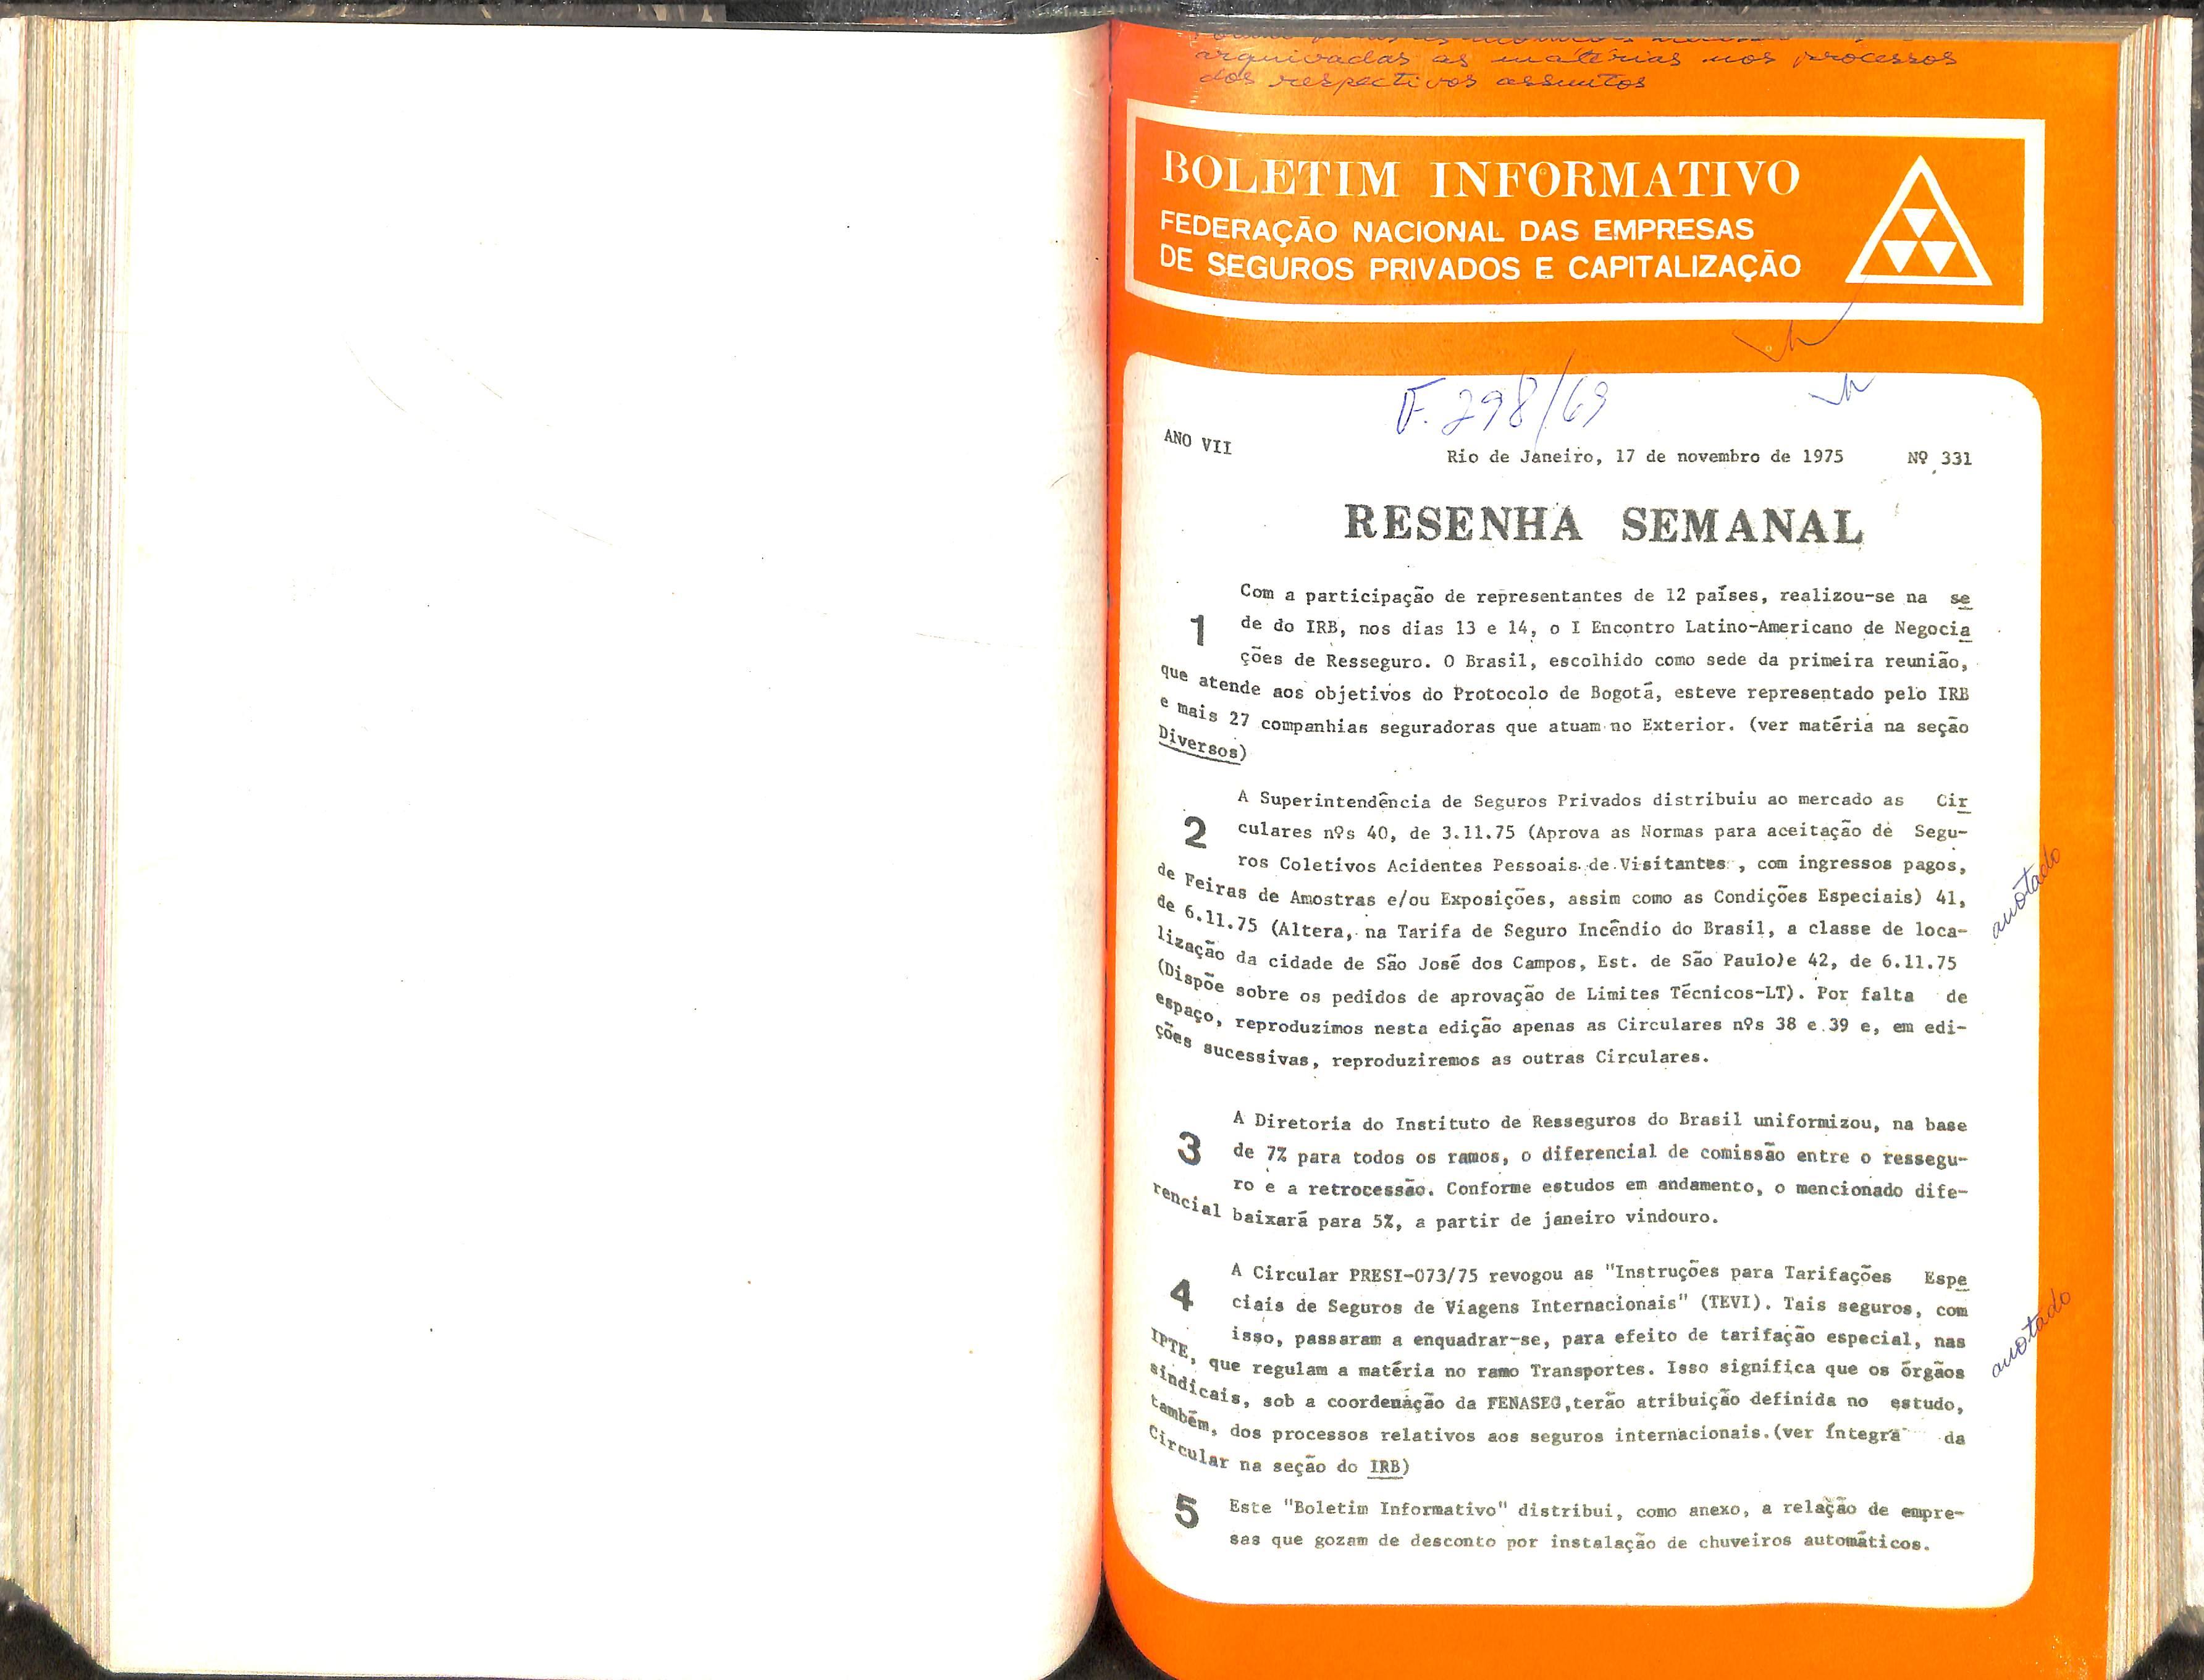 arquivadas as matérias nos processos
dos respectivos assuntos
BOLETIM INFORMATIVO
FEDERAÇÃO NACIONAL DAS EMPRESAS
DE SEGUROS PRIVADOS E CAPITALIZAÇÃO
F. 298/69
ANO VII
Rio de Janeiro, 17 de novembro de 1975 Nº 331
RESENHA SEMANAL
Com a participação de representantes de 12 países, realizou-se na se
1 de do IRB, nos dias 13 e 14, o I Encontro Latino-Americano de Negocia
ções de Resseguro. O Brasil, escolhido como sede da primeira reunião,
que atende aos objetivos do Protocolo de Bogotá, esteve representado pelo IRB
e mais 27 companhias seguradoras que atuam no Exterior. (ver matéria na seção
Diversos)
A Superintendência de Seguros Privados distribuiu ao mercado as Cir
2 culares nºs 40, de 3.11.75 (Aprova as Normas para aceitação de Segu-
ros Coletivos Acidentes Pessoais de Visitantes , com ingressos pagos,
de Feiras de Amostras e/ou Exposições, assim como as Condições Especiais) 41,
de 6.11.75 (Altera, na Tarifa de Seguro Incêndio do Brasil, a classe de loca-
lização da cidade de São José dos Campos, Est. de São Paulo)e 42, de 6.11.75
(Dispõe sobre os pedidos de aprovação de Limites Técnicos-LT). Por falta de
espaço, reproduzimos nesta edição apenas as Circulares nºs 38 e 39 e, em edi-
ções sucessivas, reproduziremos as outras Circulares.
anotado
A Diretoria do Instituto de Resseguros do Brasil uniformizou, na base
3 de 7% para todos os ramos, o diferencial de comissão entre o ressegu-
ro e a retrocessão. Conforme estudos em andamento, o mencionado dife-
rencial baixará para 5%, a partir de janeiro vindouro.
A Circular PRESI-073/75 revogou as "Instruções para Tarifações Espe
4 ciais de Seguros de Viagens Internacionais" (TEVI). Tais seguros, com
isso, passaram a enquadrar-se, para efeito de tarifação especial, nas
IPTE, que regulam a matéria no ramo Transportes. Isso significa que os órgãos
sindicais, sob a coordenação da FENASEG,terão atribuição definida no estudo,
também, dos processos relativos aos seguros internacionais.(ver íntegra da
Circular na seção do IRB)
anotado
5 Este "Boletim Informativo" distribui, como anexo, a relação de empre-
sas que gozam de desconto por instalação de chuveiros automáticos.